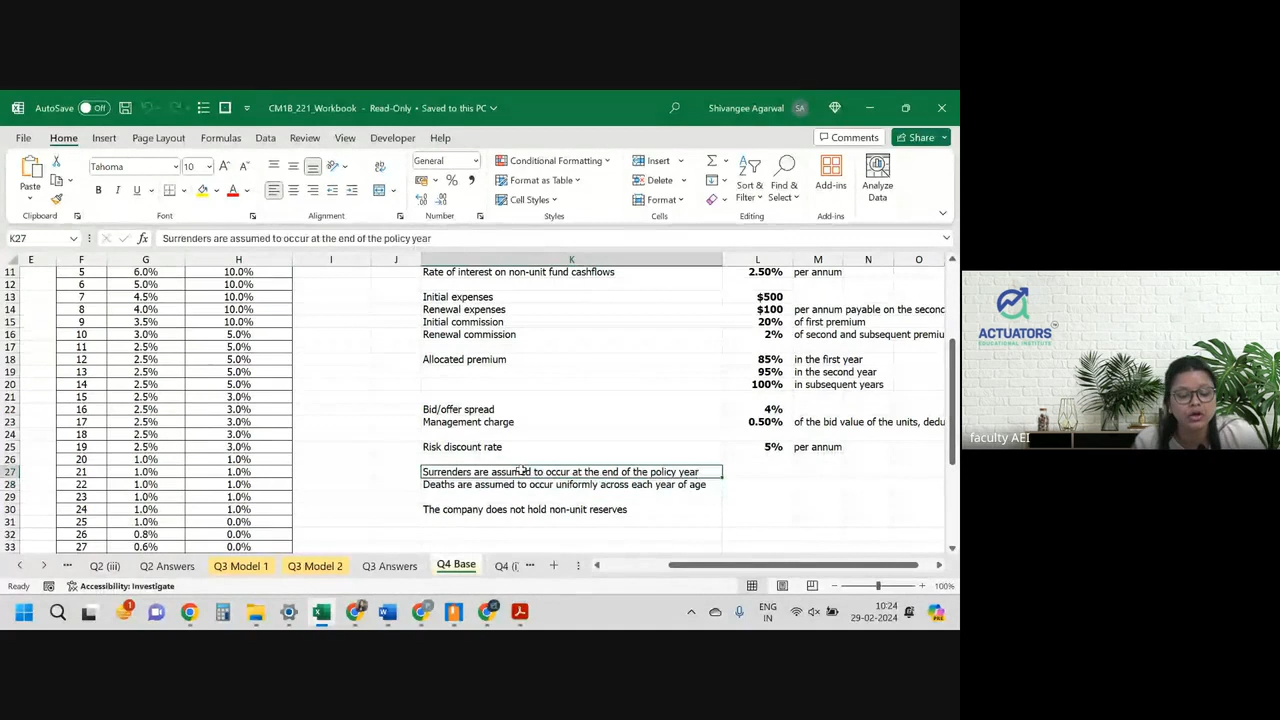 AutoSave Off CM1B_221_Workbook - Read-Only • Saved to this PC Shivangee Agarwal SA
File Home Insert Page Layout Formulas Data Review View Developer Help Comments Share
Paste Tahoma 10 General Conditional Formatting Format as Table Cell Styles Insert Delete Format Sort & Filter Find & Select Add-ins Analyze Data
Clipboard Font Alignment Number Styles Cells Editing Add-ins
K27 fx Surrenders are assumed to occur at the end of the policy year
E F G H I J K L M N O
11 5 6.0% 10.0% Rate of interest on non-unit fund cashflows 2.50% per annum
12 6 5.0% 10.0%
13 7 4.5% 10.0% Initial expenses $500
14 8 4.0% 10.0% Renewal expenses $100 per annum payable on the second
15 9 3.5% 10.0% Initial commission 20% of first premium
16 10 3.0% 5.0% Renewal commission 2% of second and subsequent premiu
17 11 2.5% 5.0%
18 12 2.5% 5.0% Allocated premium 85% in the first year
19 13 2.5% 5.0% 95% in the second year
20 14 2.5% 5.0% 100% in subsequent years
21 15 2.5% 3.0%
22 16 2.5% 3.0% Bid/offer spread 4%
23 17 2.5% 3.0% Management charge 0.50% of the bid value of the units, dedu
24 18 2.5% 3.0%
25 19 2.5% 3.0% Risk discount rate 5% per annum
26 20 1.0% 1.0%
27 21 1.0% 1.0% Surrenders are assumed to occur at the end of the policy year
28 22 1.0% 1.0% Deaths are assumed to occur uniformly across each year of age
29 23 1.0% 1.0%
30 24 1.0% 1.0% The company does not hold non-unit reserves
31 25 1.0% 0.0%
32 26 0.8% 0.0%
33 27 0.6% 0.0%
Q2 (iii) Q2 Answers Q3 Model 1 Q3 Model 2 Q3 Answers Q4 Base Q4 (i
Ready Accessibility: Investigate 100%
ENG IN 10:24 29-02-2024
ACTUATORS
EDUCATIONAL INSTITUTE
faculty AEI